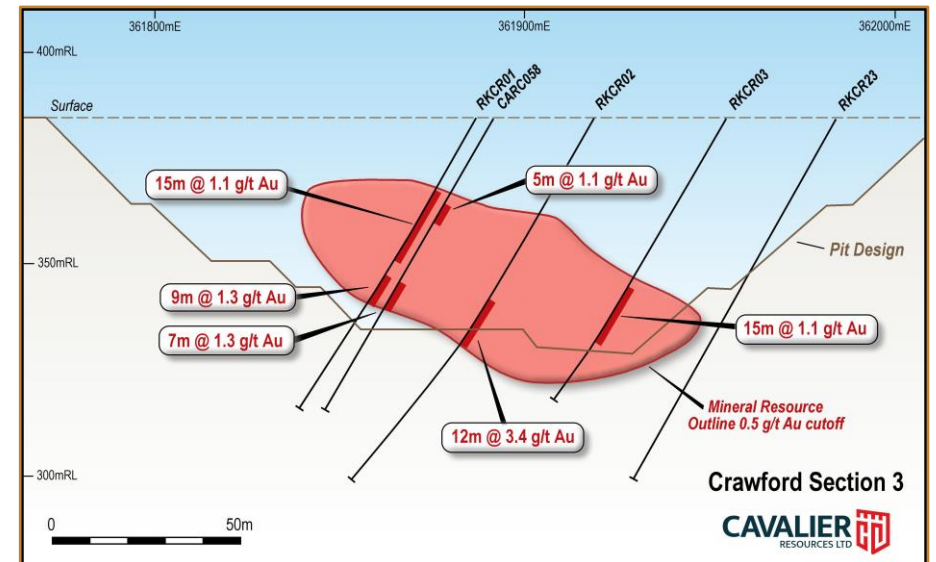 361800mE
361900mE
362000mE
400mRL
Surface
RKCR01
CARC058
RKCR02
RKCR03
RKCR23
15m @ 1.1 g/t Au
5m @ 1.1 g/t Au
Pit Design
350mRL
9m @ 1.3 g/t Au
7m @ 1.3 g/t Au
15m @ 1.1 g/t Au
Mineral Resource
Outline 0.5 g/t Au cutoff
12m @ 3.4 g/t Au
300mRL
Crawford Section 3
0
50m
CAVALIER
RESOURCES LTD